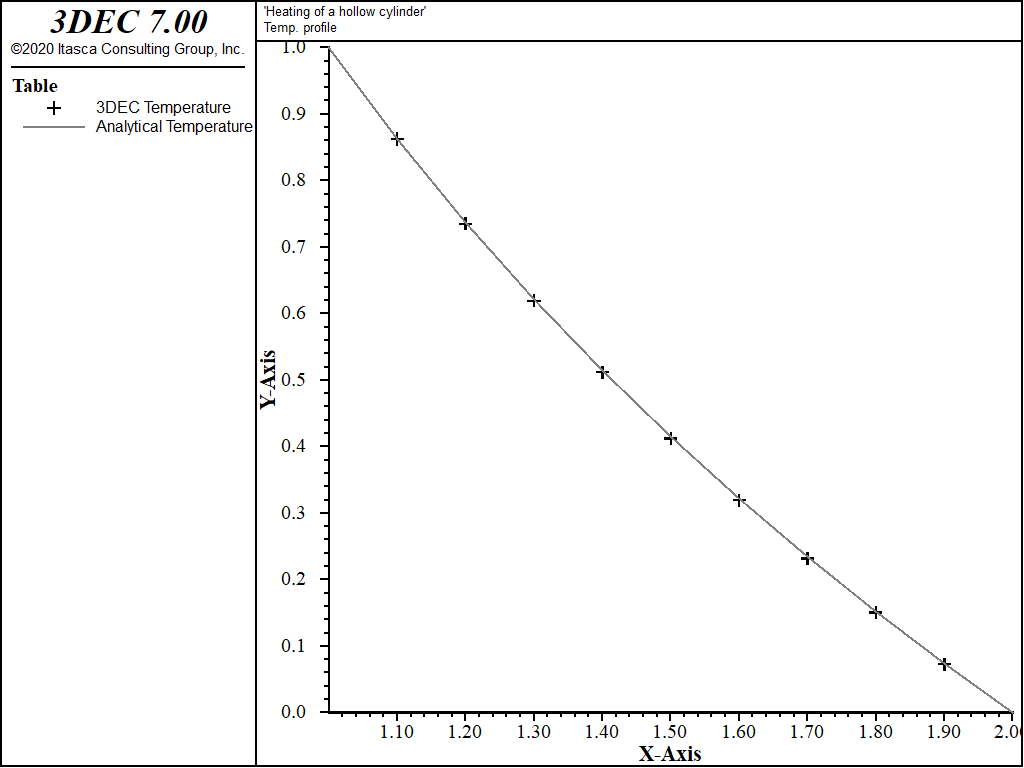 3DEC 7.00
©2020 Itasca Consulting Group, Inc.
Table
3DEC Temperature
Analytical Temperature
'Heating of a hollow cylinder'
Temp. profile
1.0
0.9
0.8
0.7
0.6
0.5
0.4
0.3
0.2
0.1
0.0
Y-Axis
1.10 1.20 1.30 1.40 1.50 1.60 1.70 1.80 1.90 2.00
X-Axis